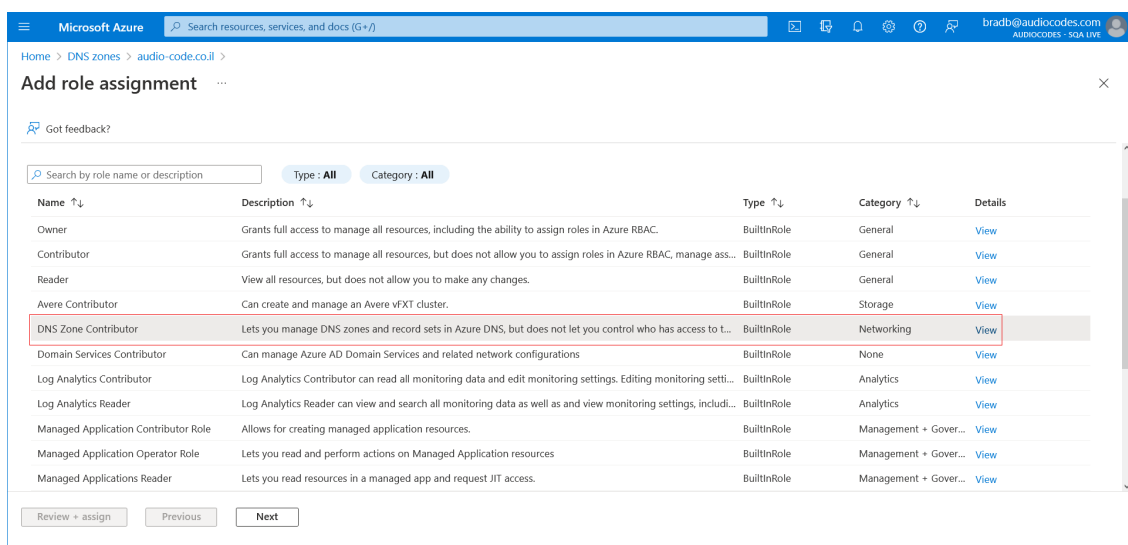 Microsoft Azure
Search resources, services, and docs (G+/)
bradb@audiocodes.com
AUDIOCODES - SQA LIVE
Home > DNS zones > audio-code.co.il >
Add role assignment ...
Got feedback?
Search by role name or description Type : All Category : All
Name ↑↓ Description ↑↓ Type ↑↓ Category ↑↓ Details
Owner Grants full access to manage all resources, including the ability to assign roles in Azure RBAC. BuiltInRole General View
Contributor Grants full access to manage all resources, but does not allow you to assign roles in Azure RBAC, manage ass... BuiltInRole General View
Reader View all resources, but does not allow you to make any changes. BuiltInRole General View
Avere Contributor Can create and manage an Avere vFXT cluster. BuiltInRole Storage View
DNS Zone Contributor Lets you manage DNS zones and record sets in Azure DNS, but does not let you control who has access to t... BuiltInRole Networking View
Domain Services Contributor Can manage Azure AD Domain Services and related network configurations BuiltInRole None View
Log Analytics Contributor Log Analytics Contributor can read all monitoring data and edit monitoring settings. Editing monitoring setti... BuiltInRole Analytics View
Log Analytics Reader Log Analytics Reader can view and search all monitoring data as well as and view monitoring settings, includi... BuiltInRole Analytics View
Managed Application Contributor Role Allows for creating managed application resources. BuiltInRole Management + Gover... View
Managed Application Operator Role Lets you read and perform actions on Managed Application resources BuiltInRole Management + Gover... View
Managed Applications Reader Lets you read resources in a managed app and request JIT access. BuiltInRole Management + Gover... View
Review + assign Previous Next